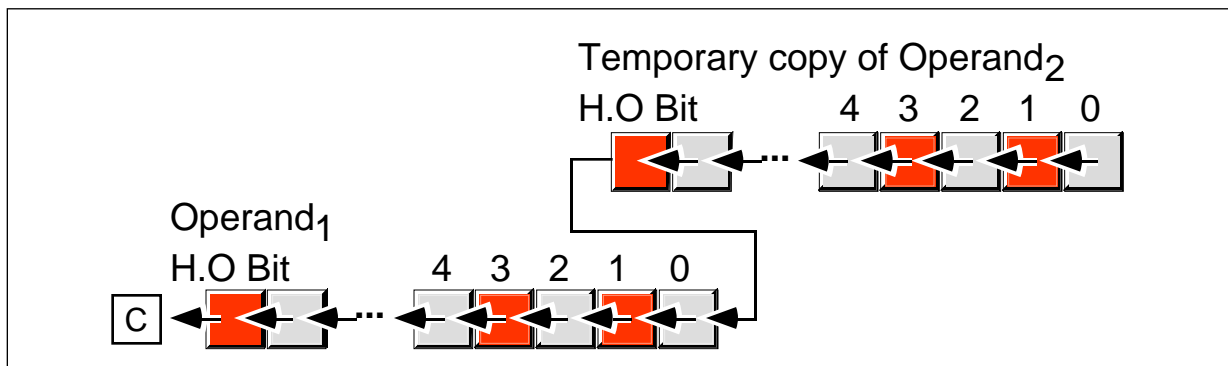 Temporary copy of Operand2
H.O Bit ... 4 3 2 1 0
Operand1
H.O Bit ... 4 3 2 1 0
C